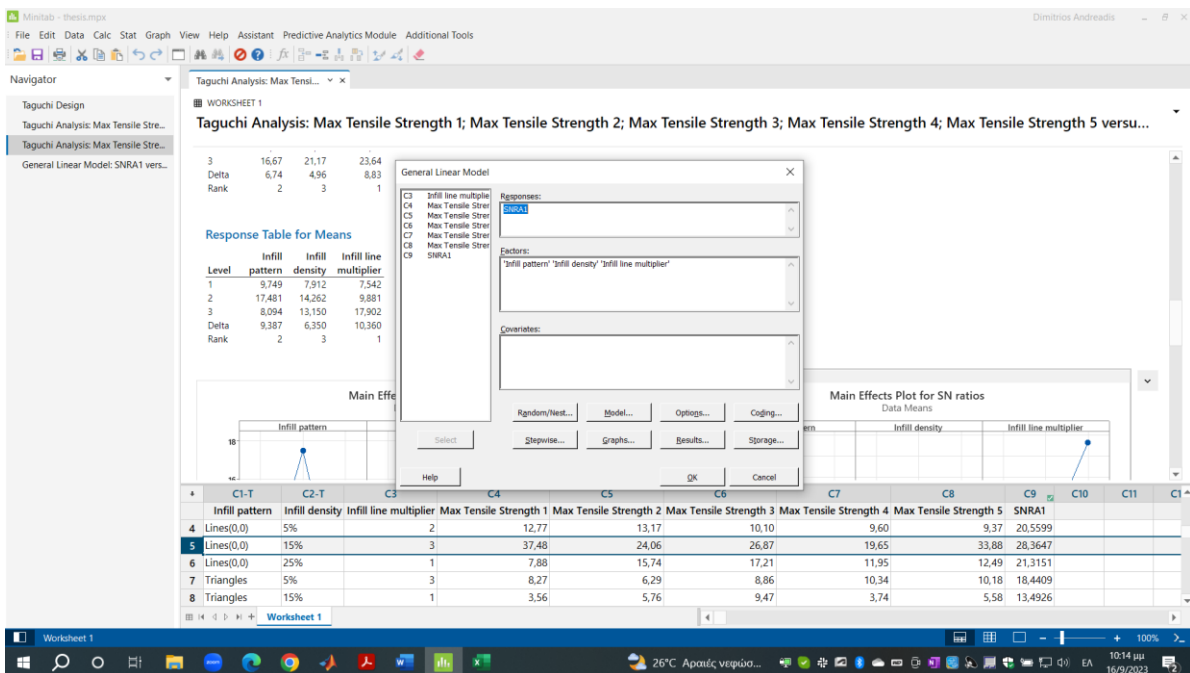 Minitab - thesis.mpx
Dimitrios Andreadis
File Edit Data Calc Stat Graph View Help Assistant Predictive Analytics Module Additional Tools
Navigator
Taguchi Analysis: Max Tensi...
Taguchi Design
Taguchi Analysis: Max Tensile Stre...
Taguchi Analysis: Max Tensile Stre...
General Linear Model: SNRA1 vers...
WORKSHEET 1
Taguchi Analysis: Max Tensile Strength 1; Max Tensile Strength 2; Max Tensile Strength 3; Max Tensile Strength 4; Max Tensile Strength 5 versu...
3 16,67 21,17 23,64
Delta 6,74 4,96 8,83
Rank 2 3 1
Response Table for Means
Infill Infill Infill line
Level pattern density multiplier
1 9,749 7,912 7,542
2 17,481 14,262 9,881
3 8,094 13,150 17,902
Delta 9,387 6,350 10,360
Rank 2 3 1
General Linear Model
C3 Infill line multiplie
C4 Max Tensile Strer
C5 Max Tensile Strer
C6 Max Tensile Strer
C7 Max Tensile Strer
C8 Max Tensile Strer
C9 SNRA1
Responses:
SNRA1
Factors:
'Infill pattern' 'Infill density' 'Infill line multiplier'
Covariates:
Random/Nest... Model... Options... Coding...
Select Stepwise... Graphs... Results... Storage...
Help OK Cancel
Main Effe
Infill pattern
18
Main Effects Plot for SN ratios
Data Means
ern Infill density Infill line multiplier
C1-T C2-T C3 C4 C5 C6 C7 C8 C9 C10 C11 C1
Infill pattern Infill density Infill line multiplier Max Tensile Strength 1 Max Tensile Strength 2 Max Tensile Strength 3 Max Tensile Strength 4 Max Tensile Strength 5 SNRA1
4 Lines(0,0) 5% 2 12,77 13,17 10,10 9,60 9,37 20,5599
5 Lines(0,0) 15% 3 37,48 24,06 26,87 19,65 33,88 28,3647
6 Lines(0,0) 25% 1 7,88 15,74 17,21 11,95 12,49 21,3151
7 Triangles 5% 3 8,27 6,29 8,86 10,34 10,18 18,4409
8 Triangles 15% 1 3,56 5,76 9,47 3,74 5,58 13,4926
Worksheet 1
Worksheet 1
100%
26°C Αραιές νεφώσ...
ΕΛ
10:14 μμ
16/9/2023